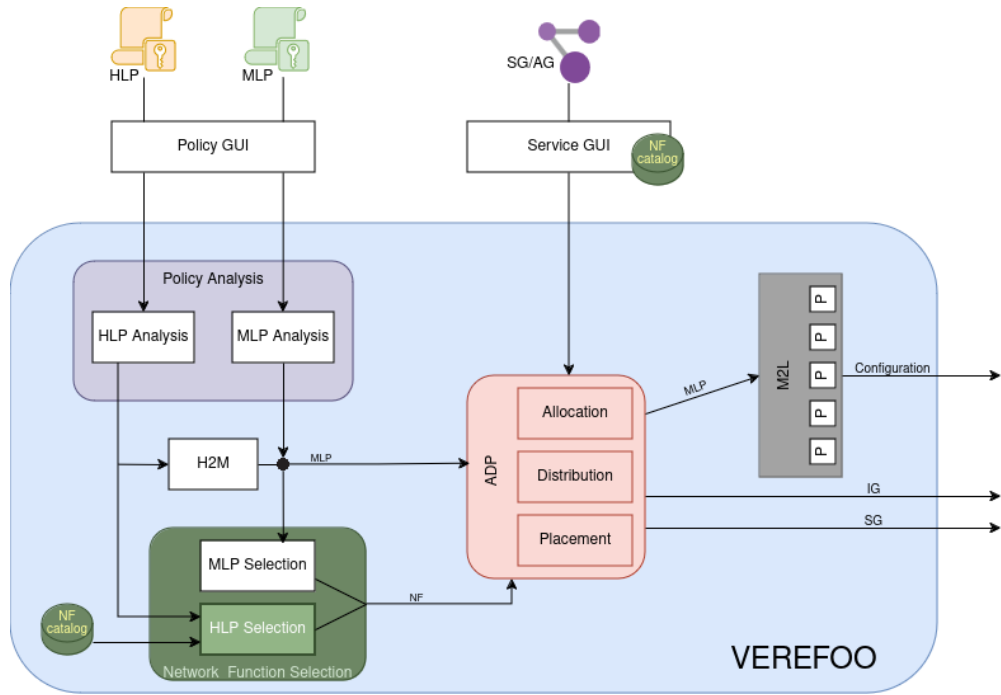 HLP
MLP
SG/AG
Policy GUI
Service GUI
NF
catalog
Policy Analysis
HLP Analysis
MLP Analysis
H2M
MLP
MLP Selection
HLP Selection
Network Function Selection
NF
catalog
NF
ADP
Allocation
Distribution
Placement
MLP
M2L
P
P
P
P
P
Configuration
IG
SG
VEREFOO